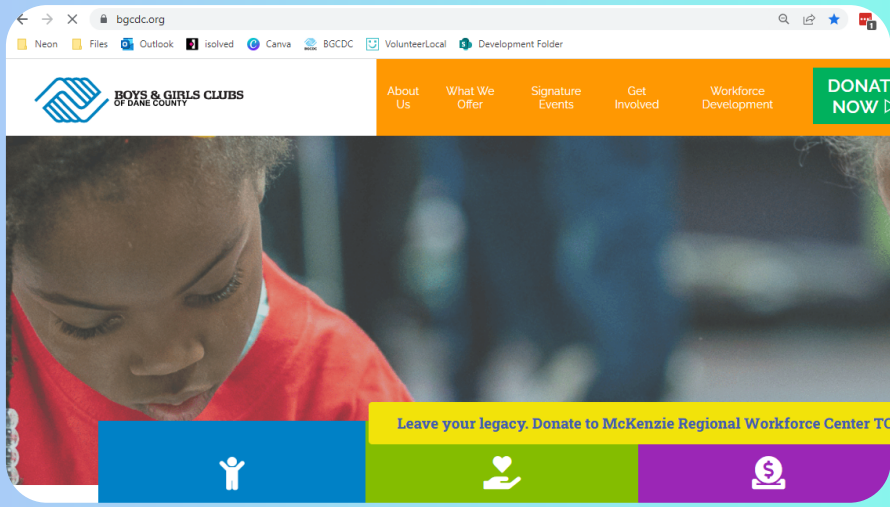 bgcdc.org
Neon Files Outlook isolved Canva BGCDC VolunteerLocal Development Folder
BOYS & GIRLS CLUBS
OF DANE COUNTY
About Us
What We Offer
Signature Events
Get Involved
Workforce Development
DONAT
NOW
Leave your legacy. Donate to McKenzie Regional Workforce Center TO